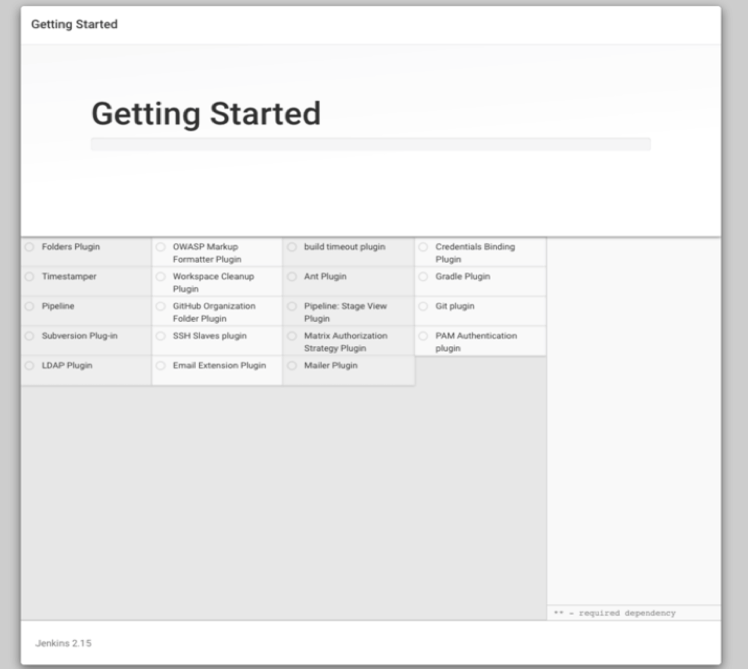 Getting Started
Getting Started
Folders Plugin
OWASP Markup
Formatter Plugin
build timeout plugin
Credentials Binding
Plugin
Timestamper
Workspace Cleanup
Plugin
Ant Plugin
Gradle Plugin
Pipeline
GitHub Organization
Folder Plugin
Pipeline: Stage View
Plugin
Git plugin
Subversion Plug-in
SSH Slaves plugin
Matrix Authorization
Strategy Plugin
PAM Authentication
plugin
LDAP Plugin
Email Extension Plugin
Mailer Plugin
** - required dependency
Jenkins 2.15